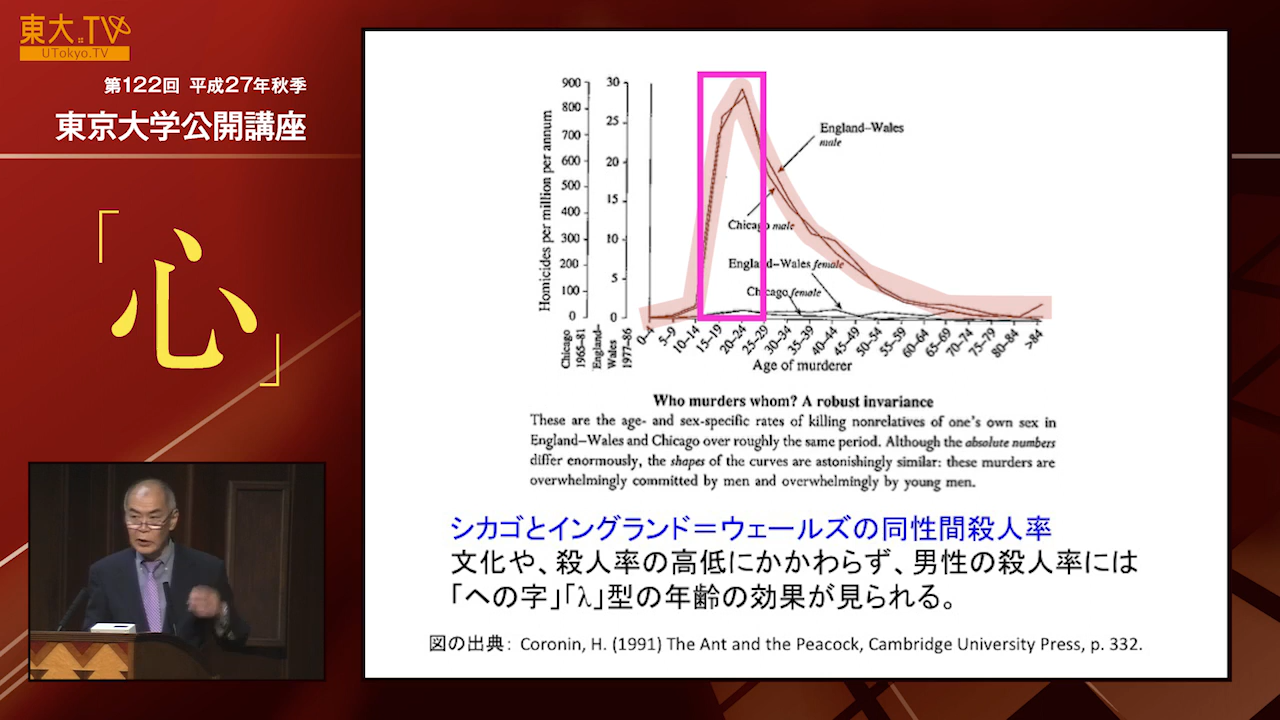 東大.TV
UTokyo.TV
第122回 平成27年秋季
東京大学公開講座
「心」
900
800
700
600
500
400
300
200
100
0
30
25
20
15
10
5
0
Homicides per million per annum
Chicago
1965–81
England–
Wales
1977–86
England–Wales
male
Chicago male
England–Wales female
Chicago female
0–4
5–9
10–14
15–19
20–24
25–29
30–34
35–39
40–44
45–49
50–54
55–59
60–64
65–69
70–74
75–79
80–84
>84
Age of murderer
Who murders whom? A robust invariance
These are the age- and sex-specific rates of killing nonrelatives of one's own sex in
England–Wales and Chicago over roughly the same period. Although the absolute numbers
differ enormously, the shapes of the curves are astonishingly similar: these murders are
overwhelmingly committed by men and overwhelmingly by young men.
シカゴとイングランド＝ウェールズの同性間殺人率
文化や、殺人率の高低にかかわらず、男性の殺人率には
「への字」「λ」型の年齢の効果が見られる。
図の出典： Coronin, H. (1991) The Ant and the Peacock, Cambridge University Press, p. 332.